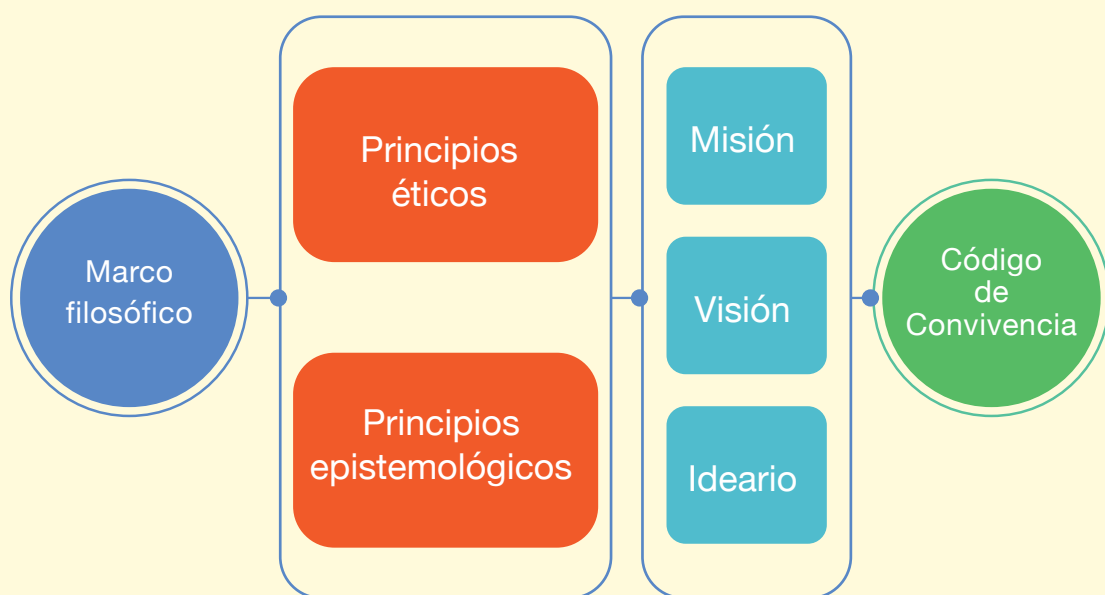 Marco
filosófico
Principios
éticos
Principios
epistemológicos
Misión
Visión
Ideario
Código
de
Convivencia